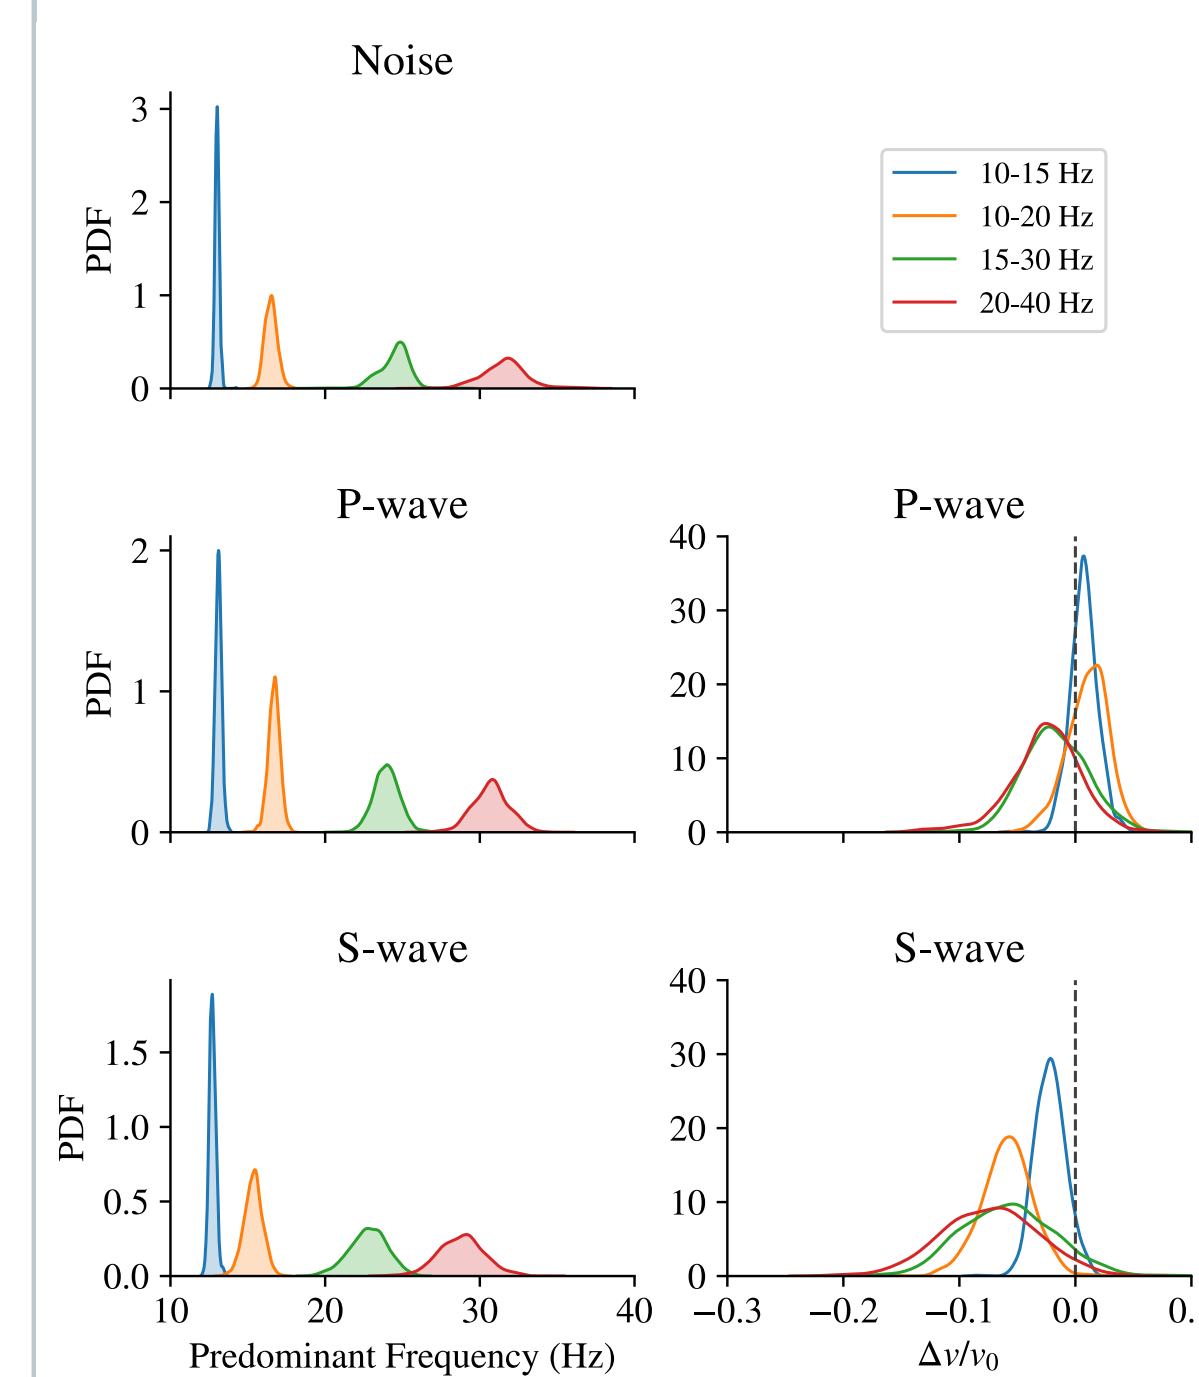 Noise
3
2
1
0
PDF
10-15 Hz
10-20 Hz
15-30 Hz
20-40 Hz
P-wave
2
1
0
PDF
P-wave
40
30
20
10
0
S-wave
1.5
1.0
0.5
0.0
PDF
10 20 30 40
Predominant Frequency (Hz)
S-wave
40
30
20
10
0
−0.3 −0.2 −0.1 0.0 0.
Δv/v₀